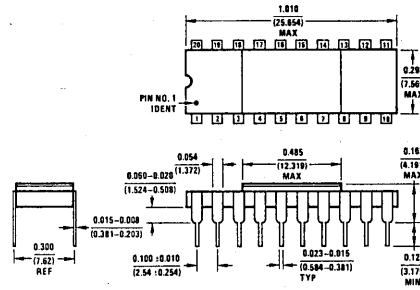 1.010
(25.654)
MAX
20 19 18 17 16 15 14 13 12 11
PIN NO. 1
IDENT
1 2 3 4 5 6 7 8 9 10
MAX
0.054
(1.372)
0.485
(12.319)
MAX
MAX
0.060–0.020
(1.524–0.508)
0.015–0.008
(0.381–0.203)
0.300
(7.62)
REF
0.100 ±0.010
(2.54 ±0.254)
0.023–0.015
(0.584–0.381)
TYP
MIN